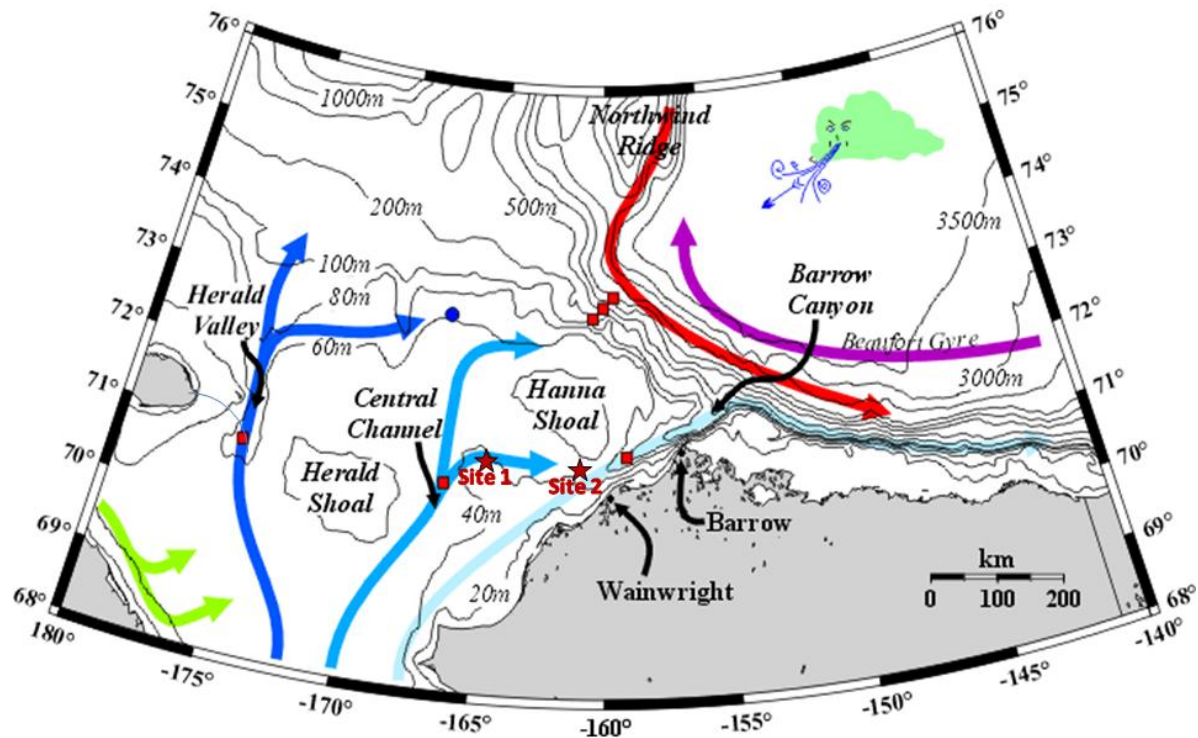 76°
76°
75°
75°
74°
74°
73°
73°
72°
72°
71°
71°
70°
70°
69°
69°
68°
68°
1000m
Northwind
Ridge
200m
500m
3500m
100m
80m
60m
Herald
Valley
Barrow
Canyon
Beaufort Gyre
3000m
Central
Channel
Hanna
Shoal
Herald
Shoal
Site 1
Site 2
40m
20m
Barrow
Wainwright
km
0 100 200
180°
-175°
-170°
-165°
-160°
-155°
-150°
-145°
-140°